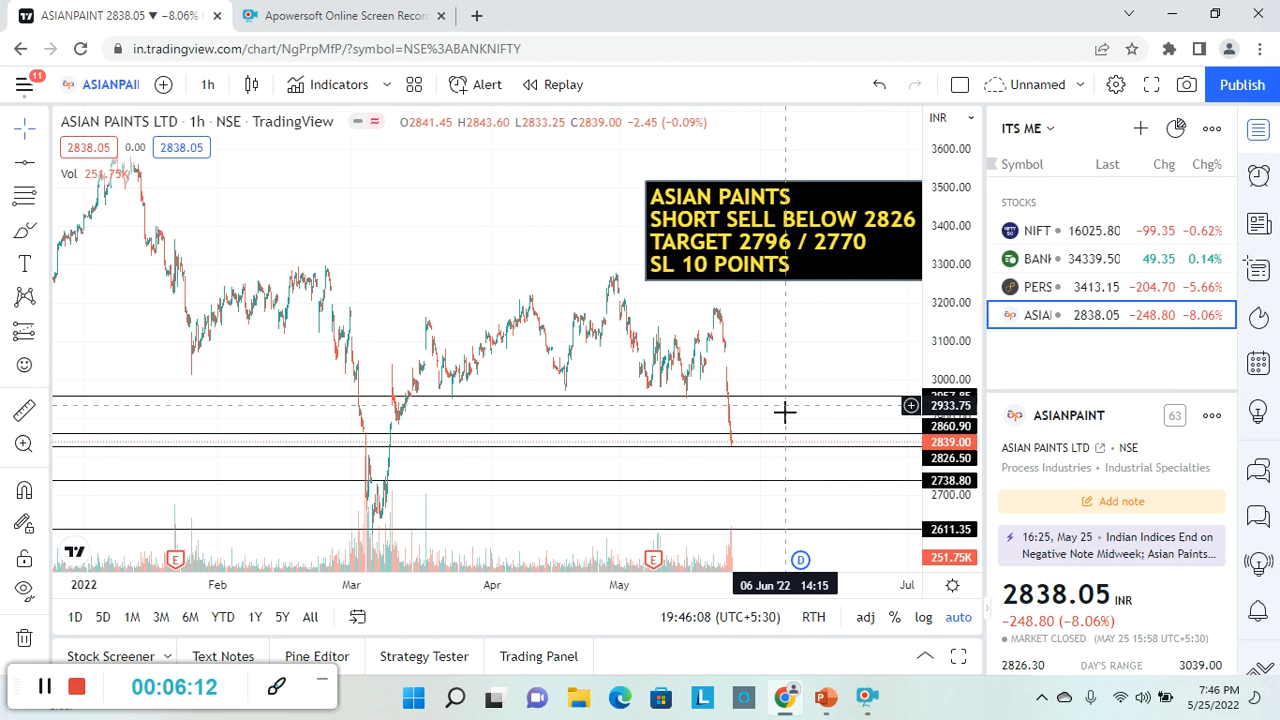 ASIANPAINT 2838.05 ▼ −8.06%
Apowersoft Online Screen Recor
in.tradingview.com/chart/NgPrpMfP/?symbol=NSE%3ABANKNIFTY
11
ASIANPAI
1h
Indicators
Alert
Replay
Unnamed
Publish
ASIAN PAINTS LTD · 1h · NSE · TradingView
O2841.45 H2843.60 L2833.25 C2839.00 −2.45 (−0.09%)
INR
2838.05
0.00
2838.05
Vol 251.75K
ASIAN PAINTS
SHORT SELL BELOW 2826
TARGET 2796 / 2770
SL 10 POINTS
3600.00
3500.00
3400.00
3300.00
3200.00
3100.00
3000.00
2933.75
2860.90
2839.00
2826.50
2738.80
2700.00
2611.35
251.75K
E
E
D
2022
Feb
Mar
Apr
May
06 Jun '22 14:15
Jul
1D
5D
1M
3M
6M
YTD
1Y
5Y
All
19:46:08 (UTC+5:30)
RTH
adj
%
log
auto
Stock Screener
Text Notes
Pine Editor
Strategy Tester
Trading Panel
ITS ME
Symbol Last Chg Chg%
STOCKS
NIFT 16025.80 −99.35 −0.62%
BANI 34339.50 49.35 0.14%
PERS 3413.15 −204.70 −5.66%
ASIAI 2838.05 −248.80 −8.06%
ASIANPAINT
63
ASIAN PAINTS LTD · NSE
Process Industries • Industrial Specialties
Add note
16:25, May 25 • Indian Indices End on
Negative Note Midweek; Asian Paints...
2838.05 INR
−248.80 (−8.06%)
MARKET CLOSED (MAY 25 15:58 UTC+5:30)
2826.30 DAY'S RANGE 3039.00
00:06:12
7:46 PM
5/25/2022